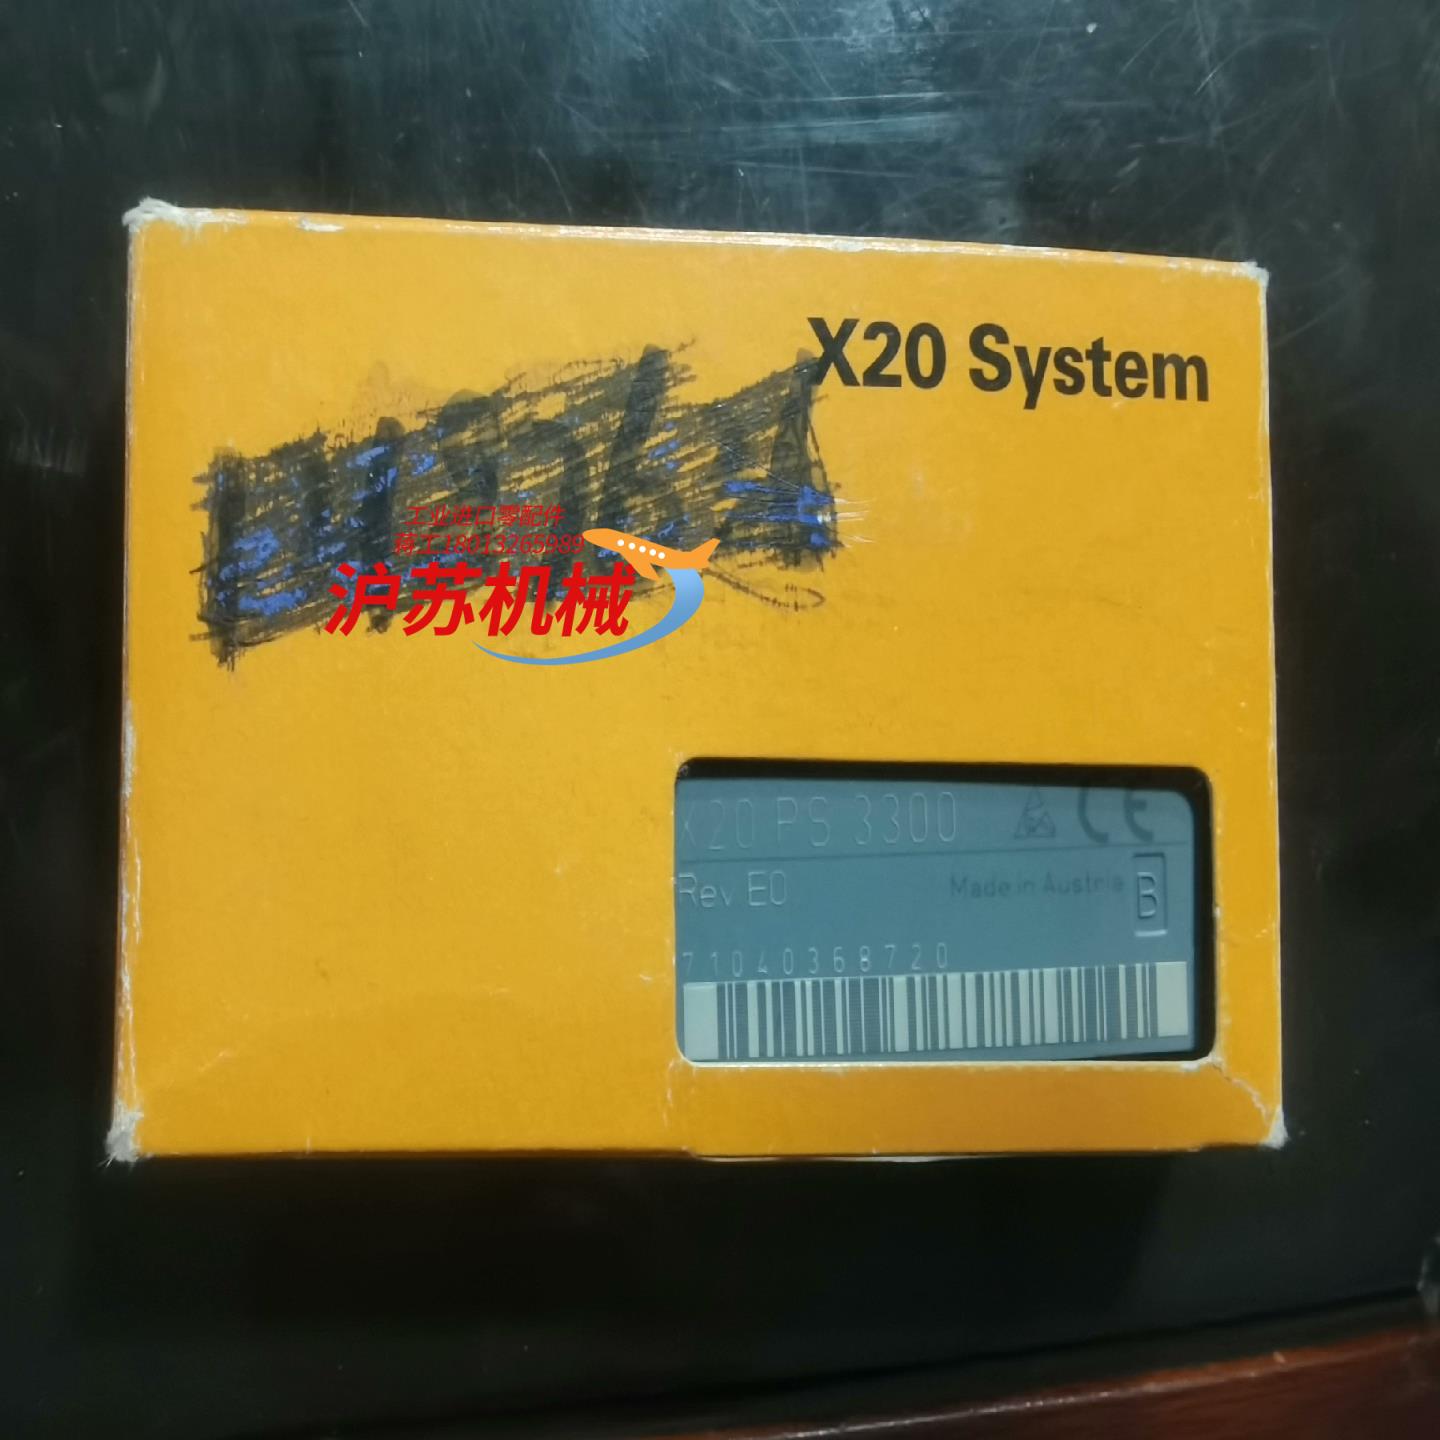 X20 System
工业进口零配件
蒋工18013265989
沪苏机械
X20 PS 3300
CE
Rev. E0
Made in Austria
B
71040368720